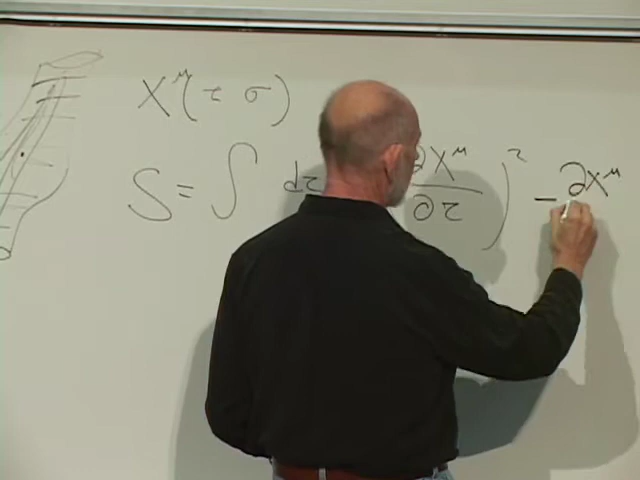 X^μ(τ σ)
S = ∫ dτ ∂X^μ/∂τ )² − ∂X^μ